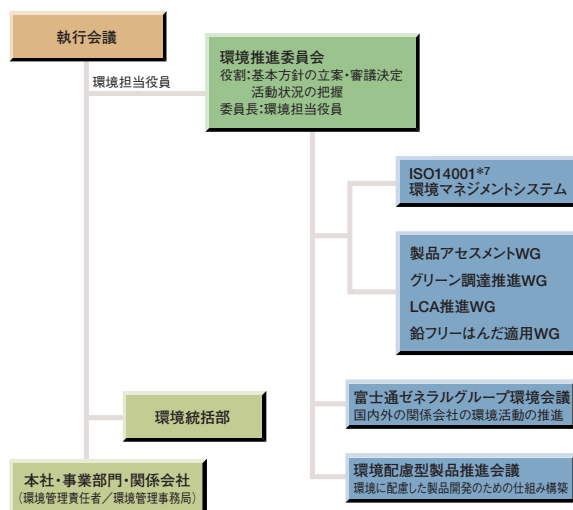 執行会議
環境担当役員
環境推進委員会
役割:基本方針の立案・審議決定
活動状況の把握
委員長:環境担当役員
ISO14001*7
環境マネジメントシステム
製品アセスメントWG
グリーン調達推進WG
LCA推進WG
鉛フリーはんだ適用WG
富士通ゼネラルグループ環境会議
国内外の関係会社の環境活動の推進
環境配慮型製品推進会議
環境に配慮した製品開発のための仕組み構築
環境統括部
本社・事業部門・関係会社
(環境管理責任者/環境管理事務局)